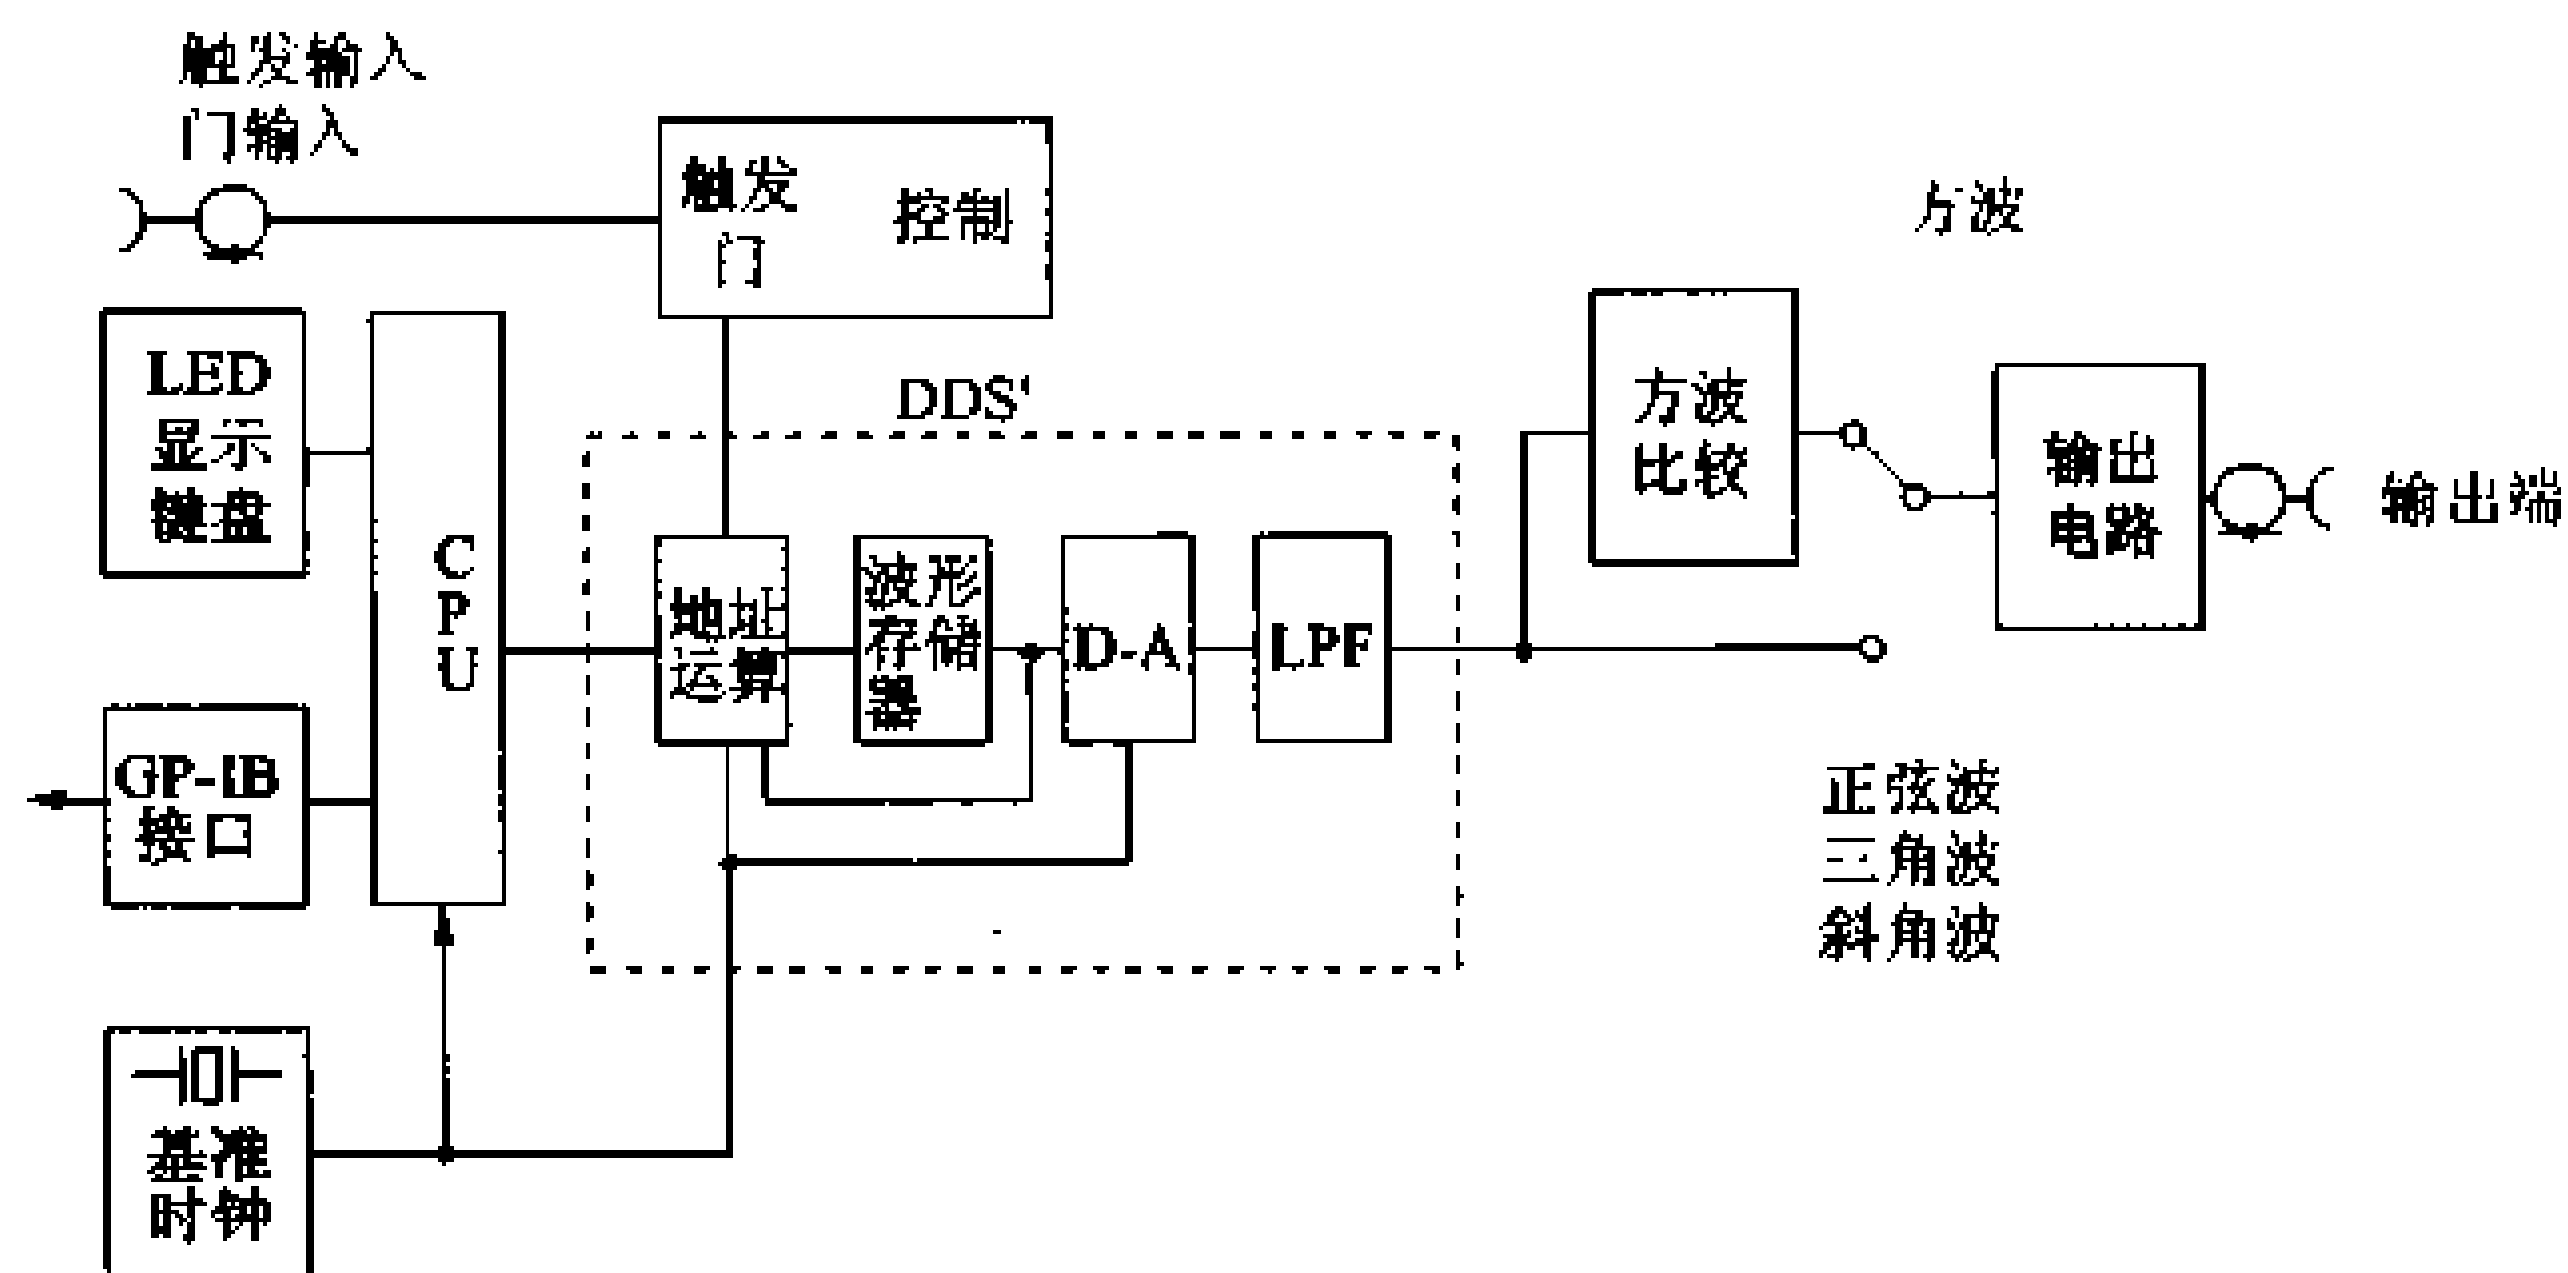 触发输入
门输入
触发
门
控制
方波
LED
显示
键盘
CPU
DDS'
地址
运算
波形
存储
器
D-A
LPF
方波
比较
输出
电路
输出端
GP-IB
接口
正弦波
三角波
斜角波
基准
时钟